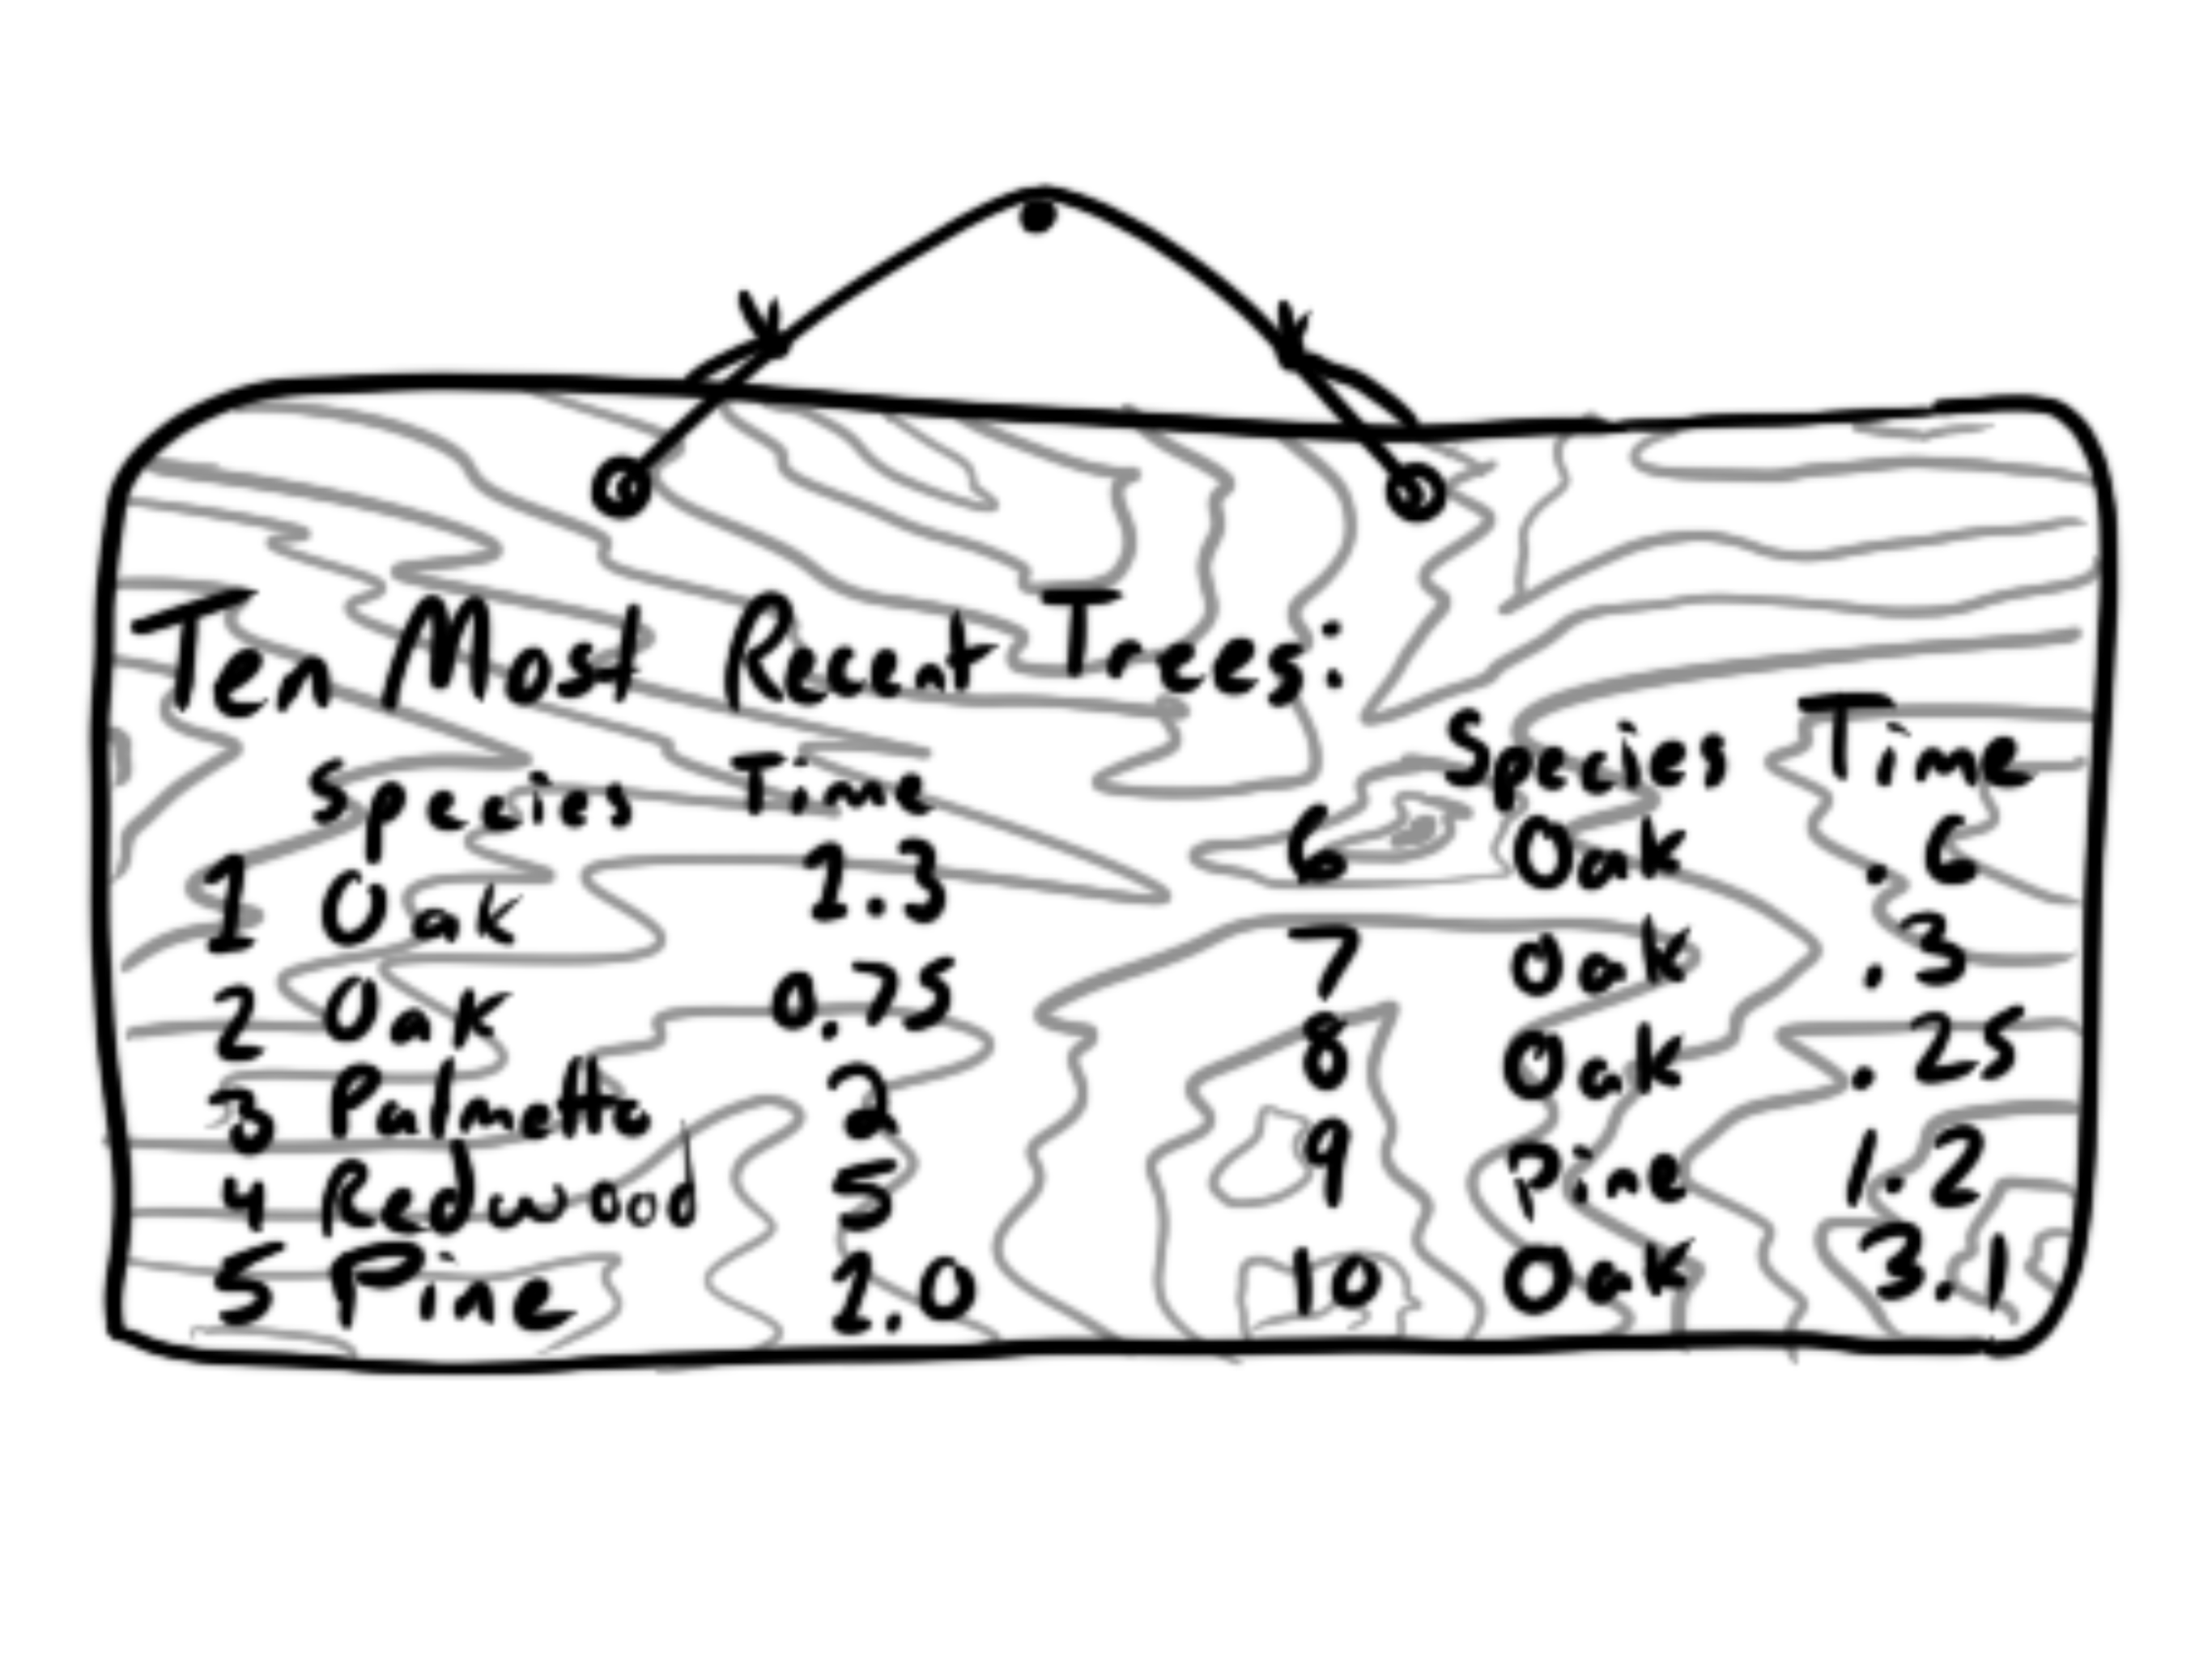 Ten Most Recent Trees:
Species Time
1 Oak 1.3
2 Oak 0.75
3 Palmetto 2
4 Redwood 5
5 Pine 1.0
Species Time
6 Oak .6
7 Oak .3
8 Oak .25
9 Pine 1.2
10 Oak 3.1